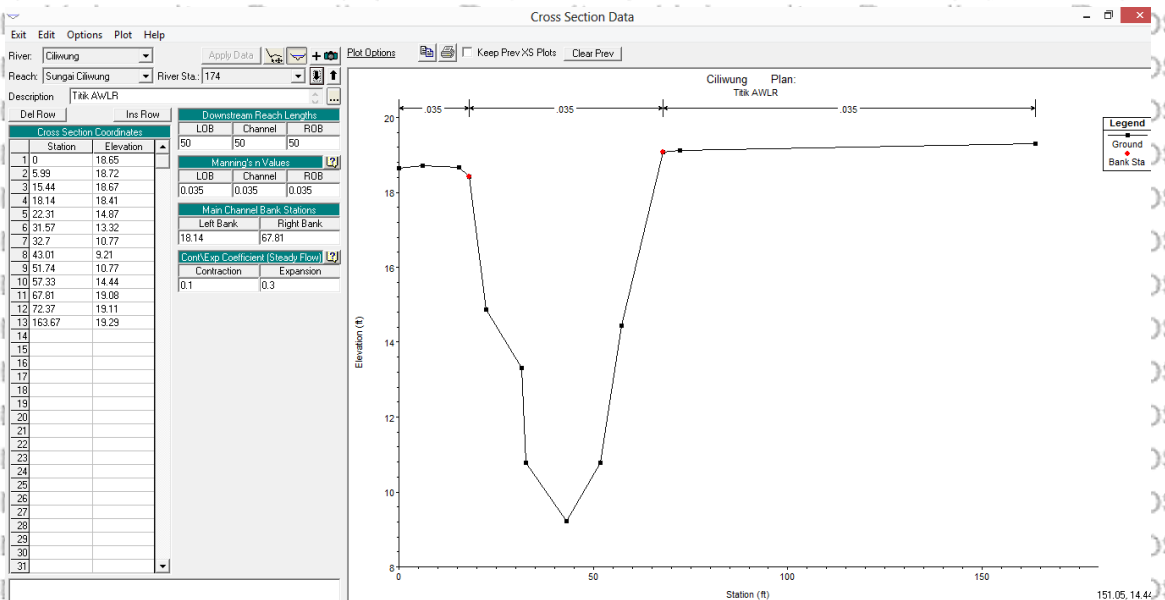 Cross Section Data
Exit Edit Options Plot Help
River: Ciliwung Apply Data Plot Options Keep Prev XS Plots Clear Prev
Reach: Sungai Ciliwung River Sta.: 174
Description Titik AWLR ...
Del Row Ins Row
Cross Section Coordinates
Station Elevation
1 0 18.65
2 5.99 18.72
3 15.44 18.67
4 18.14 18.41
5 22.31 14.87
6 31.57 13.32
7 32.7 10.77
8 43.01 9.21
9 51.74 10.77
10 57.33 14.44
11 67.81 19.08
12 72.37 19.11
13 163.67 19.29
14
15
16
17
18
19
20
21
22
23
24
25
26
27
28
29
30
31
Downstream Reach Lengths
LOB Channel ROB
50 50 50
Manning's n Values
LOB Channel ROB
0.035 0.035 0.035
Main Channel Bank Stations
Left Bank Right Bank
18.14 67.81
Cont\Exp Coefficient (Steady Flow)
Contraction Expansion
0.1 0.3
Ciliwung Plan:
Titik AWLR
.035 .035 .035
Legend
Ground
Bank Sta
20
18
16
14
12
10
8
Elevation (ft)
0 50 100 150
Station (ft)
151.05, 14.44